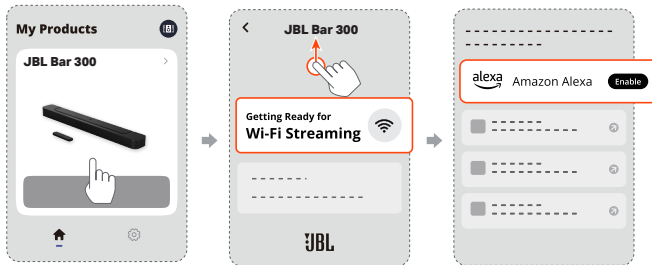 My Products
JBL Bar 300
JBL Bar 300
Getting Ready for
Wi-Fi Streaming
JBL
alexa
Amazon Alexa
Enable